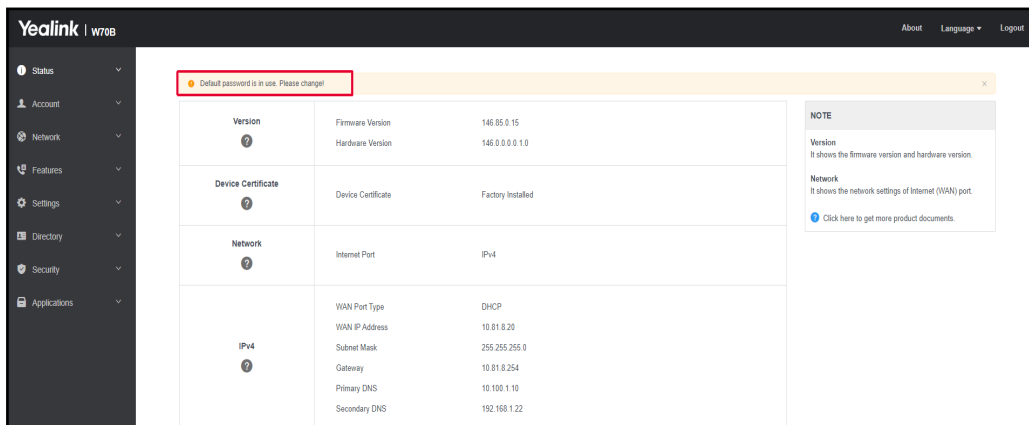 Yealink | W70B
About Language Logout
Status
Account
Network
Features
Settings
Directory
Security
Applications
Default password is in use. Please change!
Version
Firmware Version 146.85.0.15
Hardware Version 146.0.0.0.1.0
Device Certificate
Device Certificate Factory Installed
Network
Internet Port IPv4
IPv4
WAN Port Type DHCP
WAN IP Address 10.81.8.20
Subnet Mask 255.255.255.0
Gateway 10.81.8.254
Primary DNS 10.100.1.10
Secondary DNS 192.168.1.22
NOTE
Version
It shows the firmware version and hardware version.
Network
It shows the network settings of Internet (WAN) port.
Click here to get more product documents.